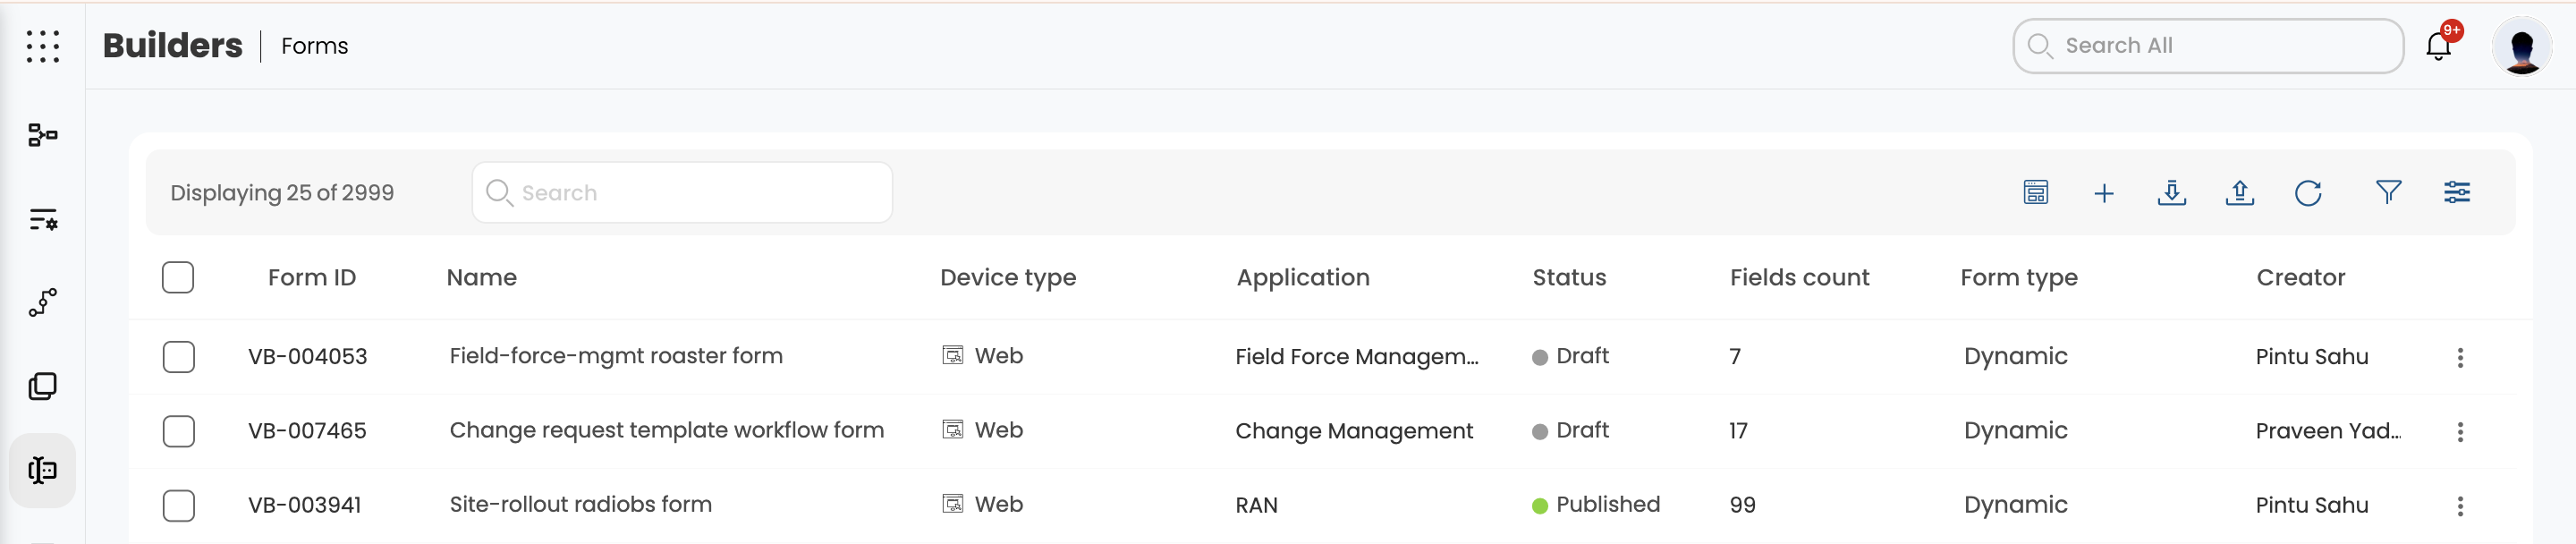 Builders | Forms
Search All
9+
Displaying 25 of 2999
Search
Form ID Name Device type Application Status Fields count Form type Creator
VB-004053 Field-force-mgmt roaster form Web Field Force Managem... Draft 7 Dynamic Pintu Sahu
VB-007465 Change request template workflow form Web Change Management Draft 17 Dynamic Praveen Yad...
VB-003941 Site-rollout radiobs form Web RAN Published 99 Dynamic Pintu Sahu